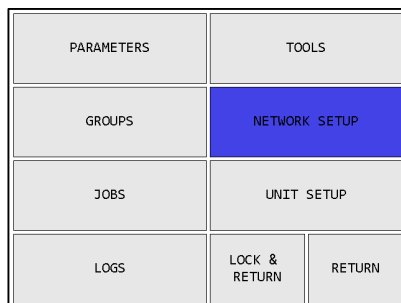 PARAMETERS
TOOLS
GROUPS
NETWORK SETUP
JOBS
UNIT SETUP
LOGS
LOCK &
RETURN
RETURN